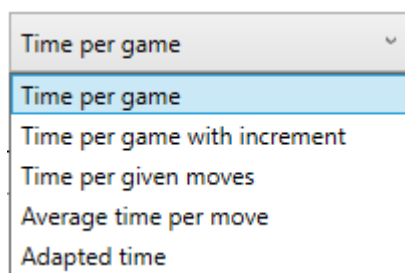 Time per game
Time per game
Time per game with increment
Time per given moves
Average time per move
Adapted time